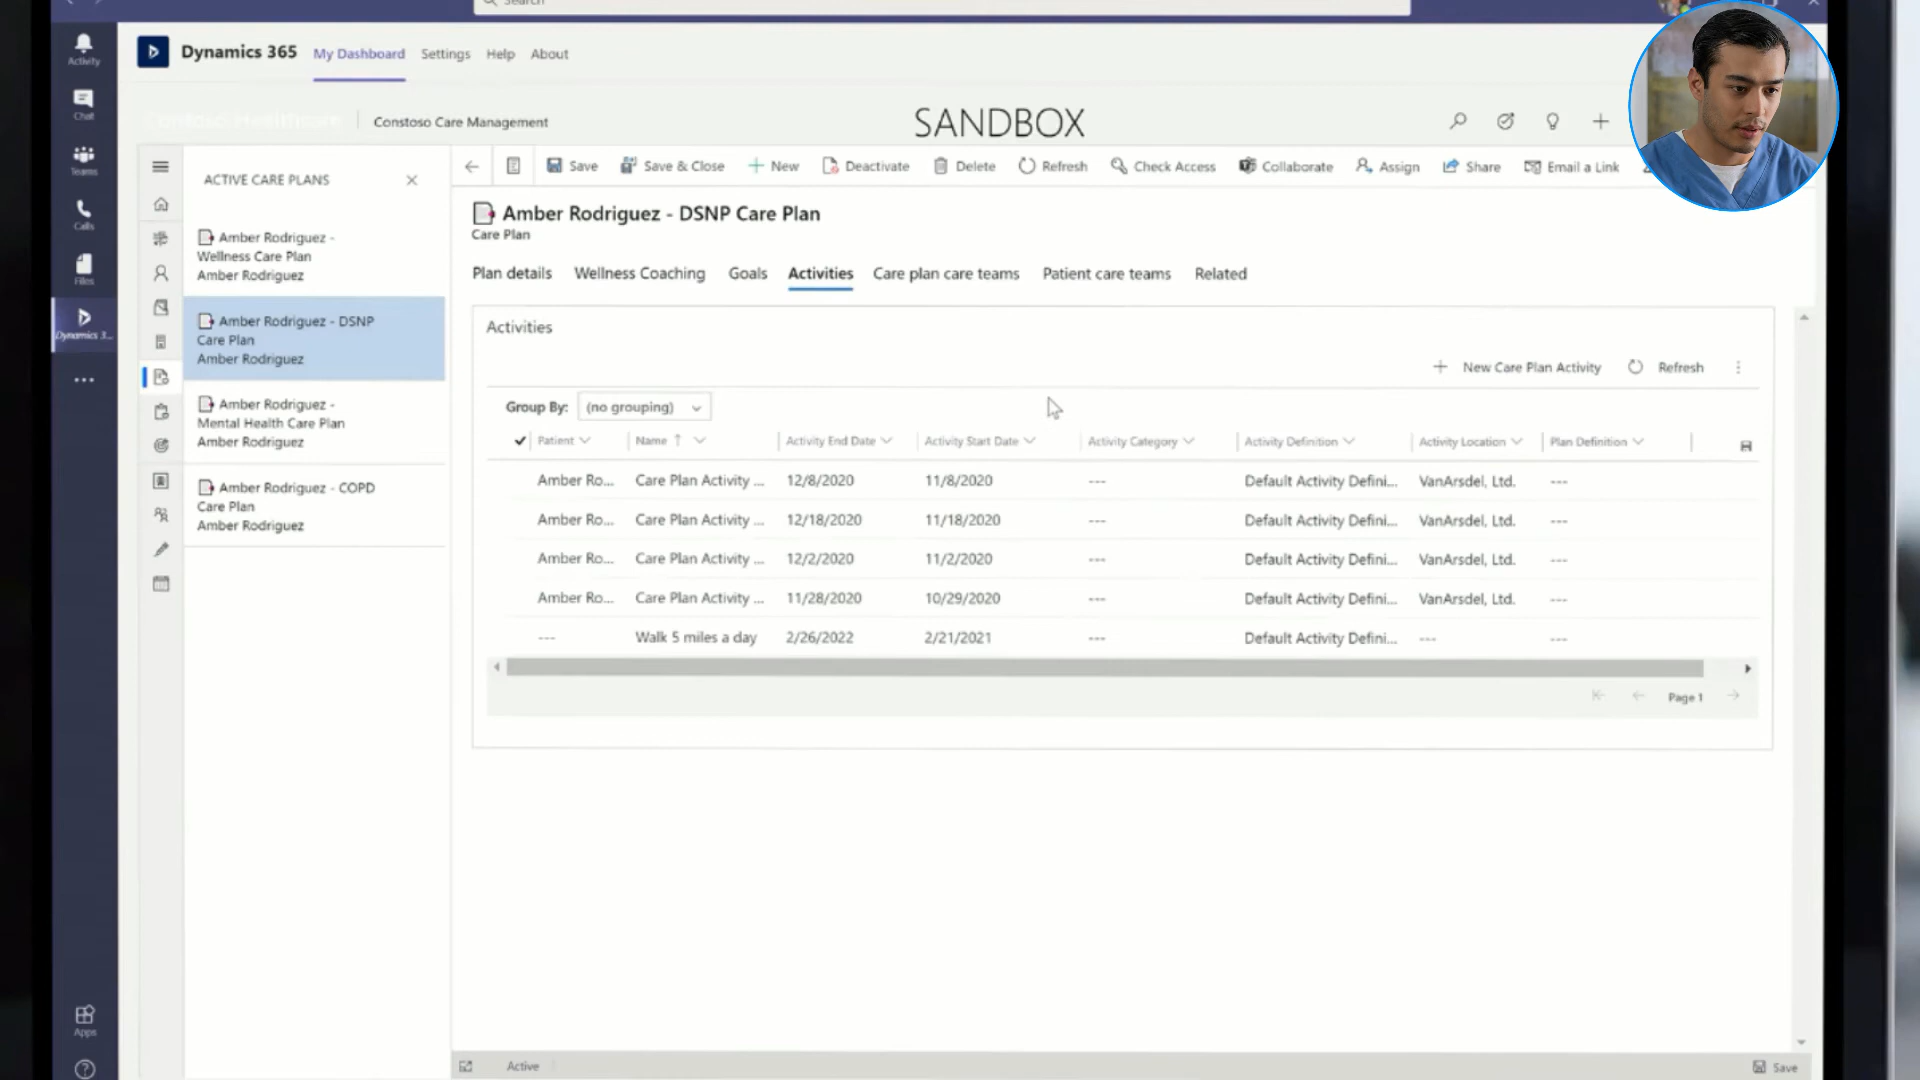 Search
Activity
Chat
Teams
Calls
Files
Dynamics 3...
Apps
Dynamics 365
My Dashboard
Settings
Help
About
Constoso Care Management
SANDBOX
ACTIVE CARE PLANS
Amber Rodriguez -
Wellness Care Plan
Amber Rodriguez
Amber Rodriguez - DSNP
Care Plan
Amber Rodriguez
Amber Rodriguez -
Mental Health Care Plan
Amber Rodriguez
Amber Rodriguez - COPD
Care Plan
Amber Rodriguez
Save
Save & Close
New
Deactivate
Delete
Refresh
Check Access
Collaborate
Assign
Share
Email a Link
Amber Rodriguez - DSNP Care Plan
Care Plan
Plan details
Wellness Coaching
Goals
Activities
Care plan care teams
Patient care teams
Related
Activities
New Care Plan Activity
Refresh
Group By: (no grouping)
Patient Name Activity End Date Activity Start Date Activity Category Activity Definition Activity Location Plan Definition
Amber Ro... Care Plan Activity ... 12/8/2020 11/8/2020 --- Default Activity Defini... VanArsdel, Ltd. ---
Amber Ro... Care Plan Activity ... 12/18/2020 11/18/2020 --- Default Activity Defini... VanArsdel, Ltd. ---
Amber Ro... Care Plan Activity ... 12/2/2020 11/2/2020 --- Default Activity Defini... VanArsdel, Ltd. ---
Amber Ro... Care Plan Activity ... 11/28/2020 10/29/2020 --- Default Activity Defini... VanArsdel, Ltd. ---
--- Walk 5 miles a day 2/26/2022 2/21/2021 --- Default Activity Defini... --- ---
Page 1
Active
Save